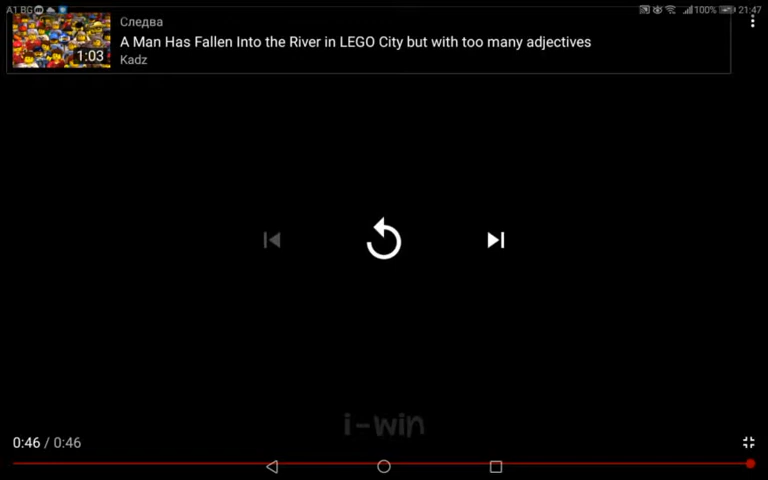 A1 BG
100%
21:47
Следва
A Man Has Fallen Into the River in LEGO City but with too many adjectives
1:03
Kadz
i-win
0:46 / 0:46